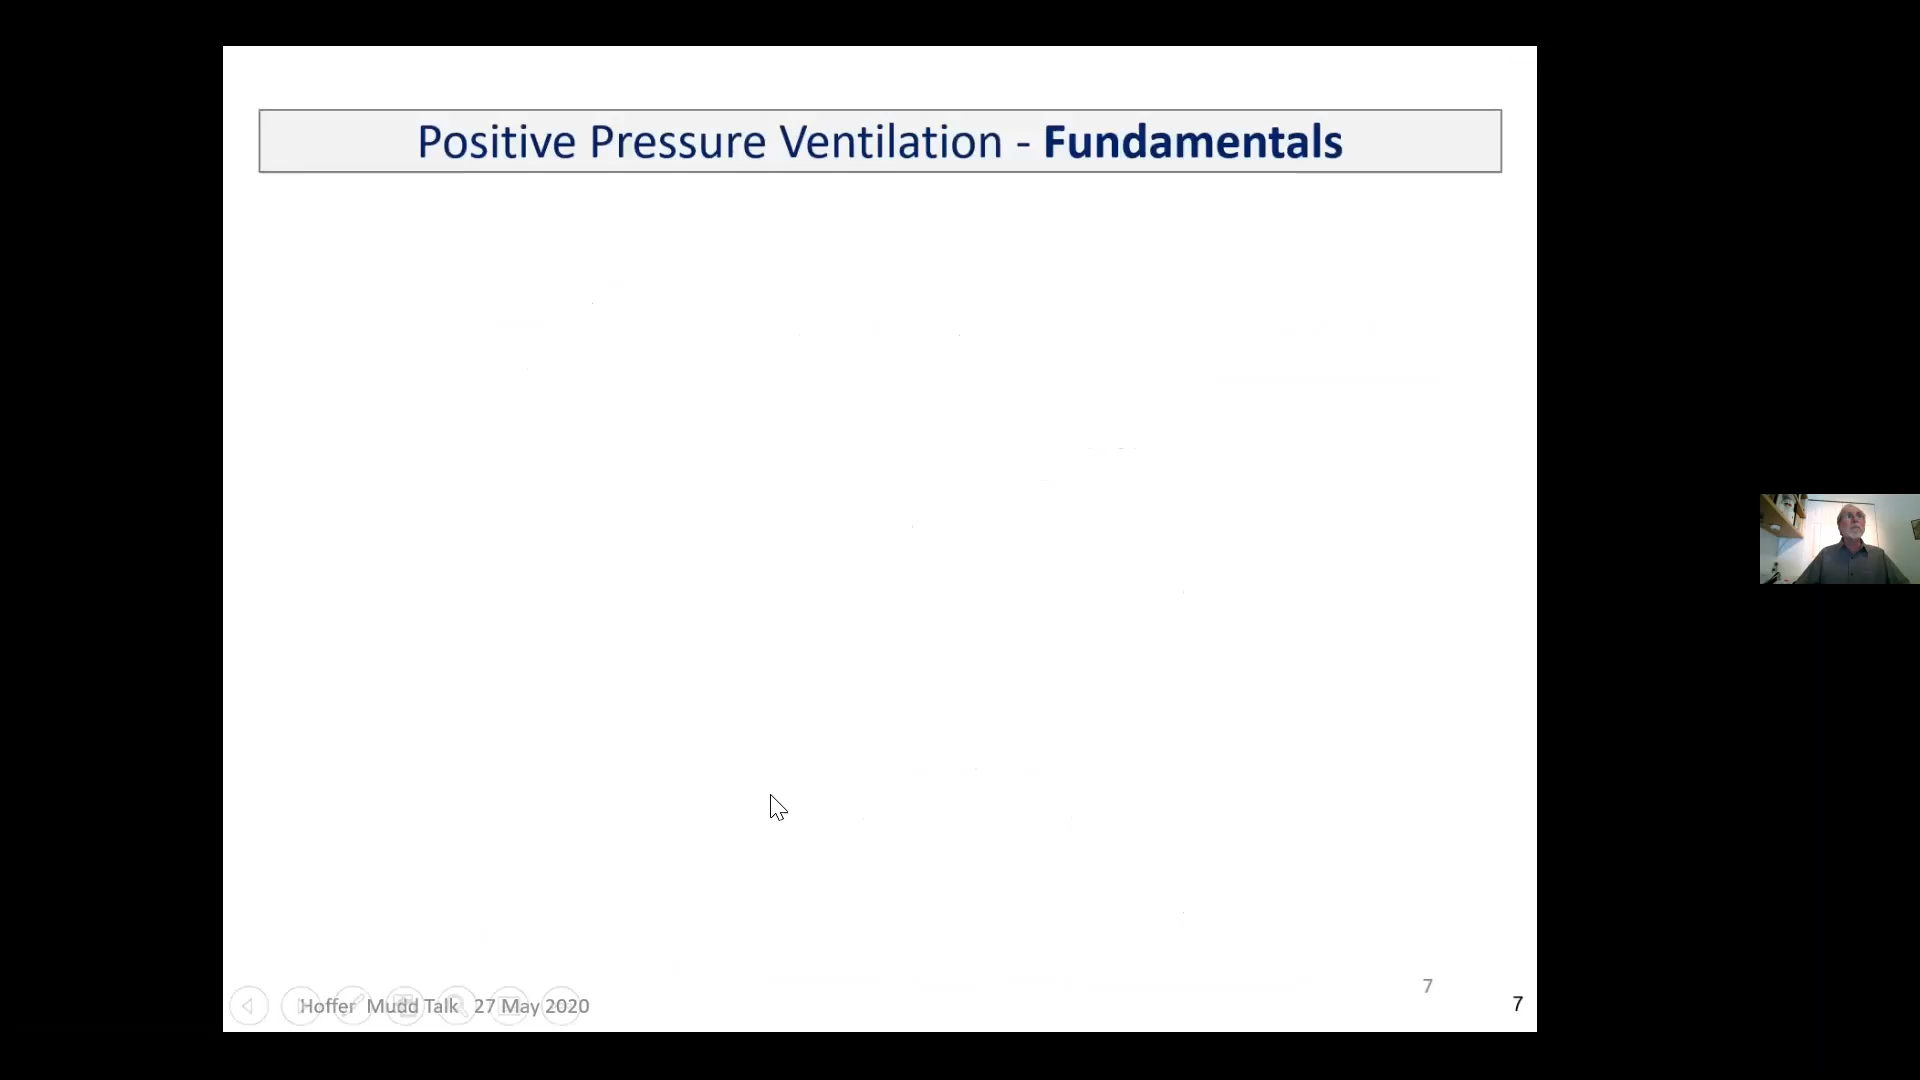 Positive Pressure Ventilation - Fundamentals
7
Hoffer Mudd Talk 27 May 2020
7